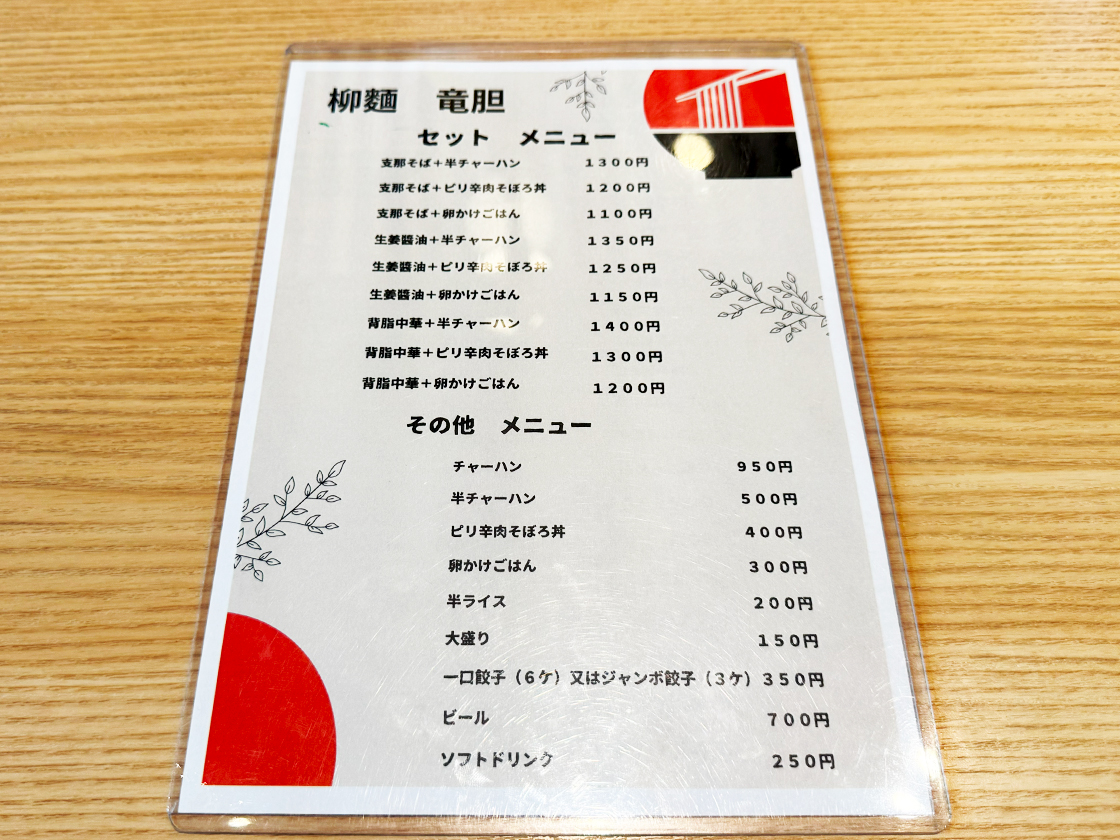 柳麵　竜胆
セット　メニュー
支那そば＋半チャーハン　１３００円
支那そば＋ピリ辛肉そぼろ丼　１２００円
支那そば＋卵かけごはん　１１００円
生姜醬油＋半チャーハン　１３５０円
生姜醬油＋ピリ辛肉そぼろ丼　１２５０円
生姜醬油＋卵かけごはん　１１５０円
背脂中華＋半チャーハン　１４００円
背脂中華＋ピリ辛肉そぼろ丼　１３００円
背脂中華＋卵かけごはん　１２００円
その他　メニュー
チャーハン　９５０円
半チャーハン　５００円
ピリ辛肉そぼろ丼　４００円
卵かけごはん　３００円
半ライス　２００円
大盛り　１５０円
一口餃子（６ケ）又はジャンボ餃子（３ケ）３５０円
ビール　７００円
ソフトドリンク　２５０円